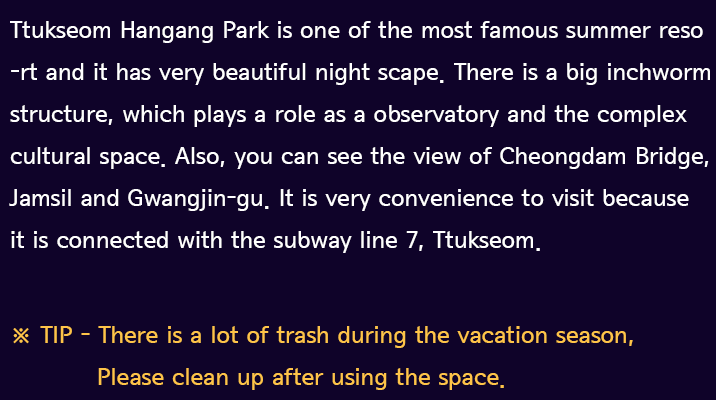 Ttukseom Hangang Park is one of the most famous summer reso
-rt and it has very beautiful night scape. There is a big inchworm
structure, which plays a role as a observatory and the complex
cultural space. Also, you can see the view of Cheongdam Bridge,
Jamsil and Gwangjin-gu. It is very convenience to visit because
it is connected with the subway line 7, Ttukseom.
※ TIP - There is a lot of trash during the vacation season,
Please clean up after using the space.